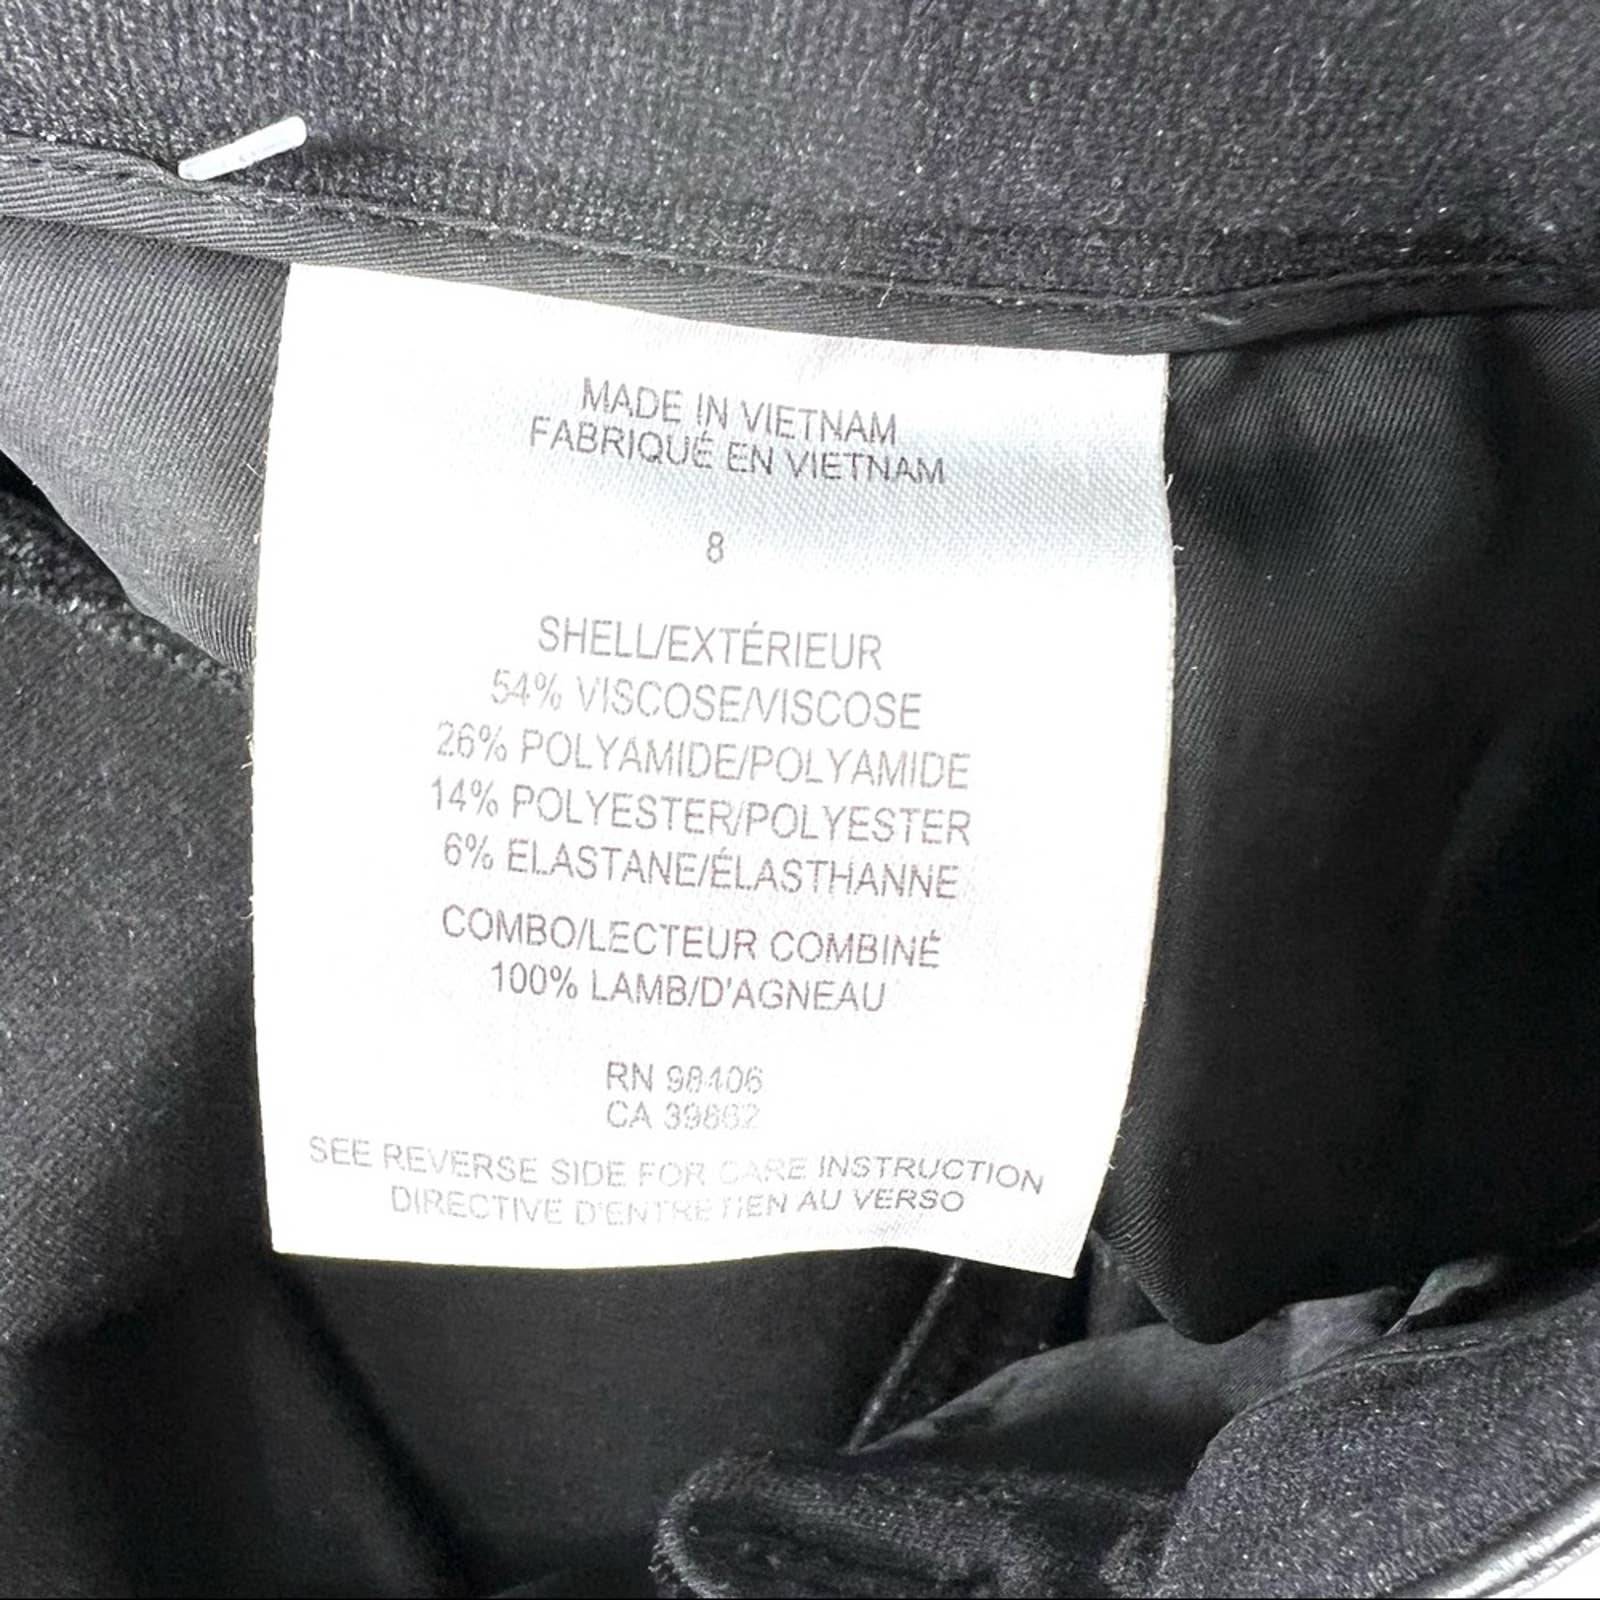 MADE IN VIETNAM
FABRIQUÉ EN VIETNAM
8
SHELL/EXTÉRIEUR
54% VISCOSE/VISCOSE
26% POLYAMIDE/POLYAMIDE
14% POLYESTER/POLYESTER
6% ELASTANE/ÉLASTHANNE
COMBO/LECTEUR COMBINÉ
100% LAMB/D'AGNEAU
RN 98406
CA
SEE REVERSE SIDE FOR CARE INSTRUCTION
DIRECTIVE D'ENTRETIEN AU VERSO